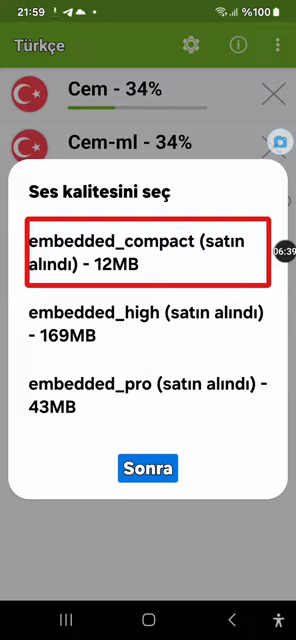 21:59
%100
Türkçe
Cem - 34%
Cem-ml - 34%
Ses kalitesini seç
embedded_compact (satın
alındı) - 12MB
06:39
embedded_high (satın alındı)
- 169MB
embedded_pro (satın alındı) -
43MB
Sonra